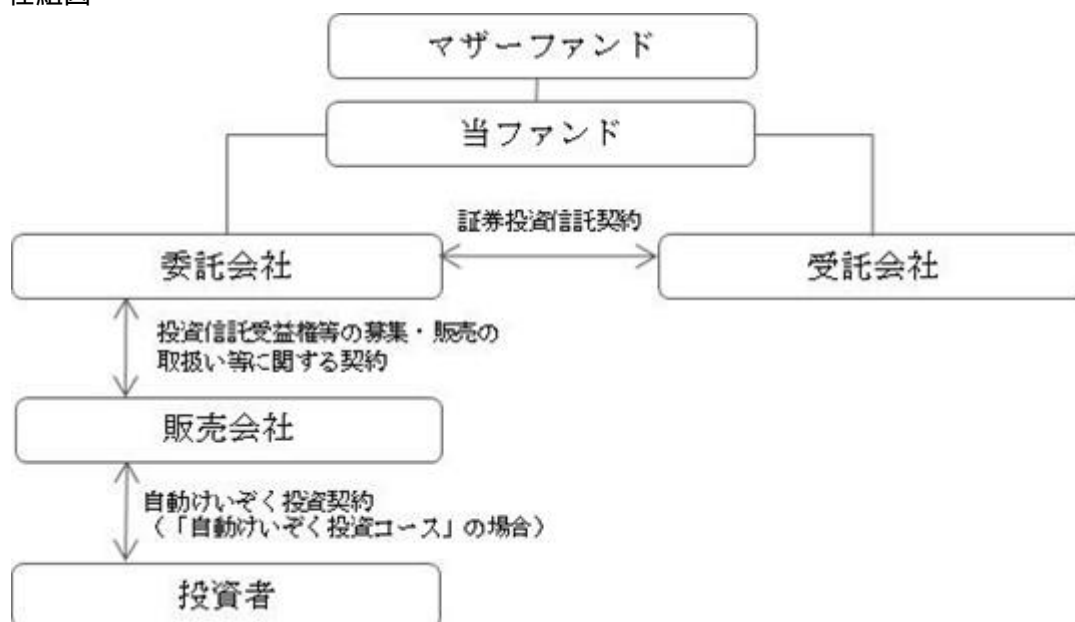 マザーファンド
当ファンド
証券投資信託契約
委託会社
受託会社
投資信託受益権等の募集・販売の
取扱い等に関する契約
販売会社
自動けいぞく投資契約
(「自動けいぞく投資コース」の場合)
投資者